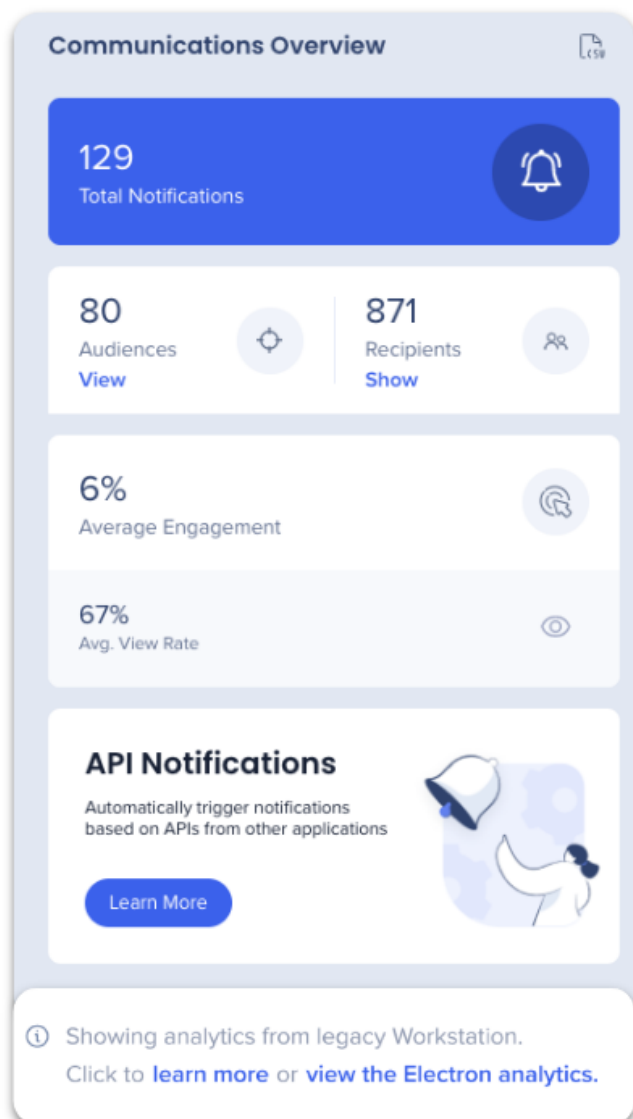 Communications Overview
CSV
129
Total Notifications
80
Audiences
View
871
Recipients
Show
6%
Average Engagement
67%
Avg. View Rate
API Notifications
Automatically trigger notifications
based on APIs from other applications
Learn More
Showing analytics from legacy Workstation.
Click to learn more or view the Electron analytics.